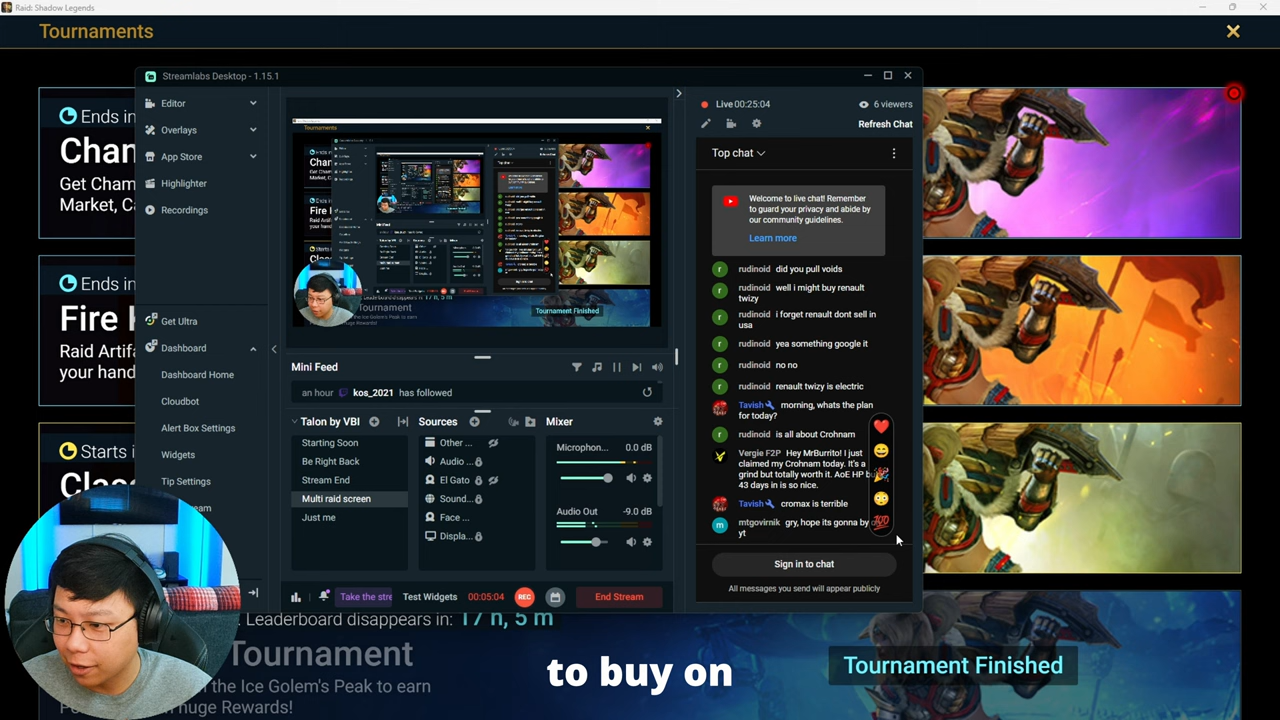 Raid: Shadow Legends
Tournaments
Streamlabs Desktop - 1.15.1
Ends in
Get Cham
Market, C
Ends in
Fire K
Raid Artifa
your hand
Starts i
Editor
Overlays
App Store
Highlighter
Recordings
Get Ultra
Dashboard
Dashboard Home
Cloudbot
Alert Box Settings
Widgets
Tip Settings
Tournaments
Tournament
Tournament Finished
Mini Feed
an hour kos_2021 has followed
Talon by VBI
Starting Soon
Be Right Back
Stream End
Multi raid screen
Just me
Sources
Other ...
Audio ...
El Gato
Sound...
Face ...
Displa...
Mixer
Microphon... 0.0 dB
Audio Out -9.0 dB
Take the stre
Test Widgets
00:05:04
REC
End Stream
Live 00:25:04
6 viewers
Refresh Chat
Top chat
Welcome to live chat! Remember
to guard your privacy and abide by
our community guidelines.
Learn more
rudinoid did you pull voids
rudinoid well i might buy renault
twizy
rudinoid i forget renault dont sell in
usa
rudinoid yea something google it
rudinoid no no
rudinoid renault twizy is electric
Tavish morning, whats the plan
for today?
rudinoid is all about Crohnam
Vergie F2P Hey MrBurrito! I just
claimed my Crohnam today. It's a
grind but totally worth it. AoE HP bu
43 days in is so nice.
Tavish cromax is terrible
mtgovirnik gry, hope its gonna by
yt
Sign in to chat
All messages you send will appear publicly
Leaderboard disappears in: 17 h, 5 m
Tournament
the Ice Golem's Peak to earn
huge Rewards!
to buy on
Tournament Finished